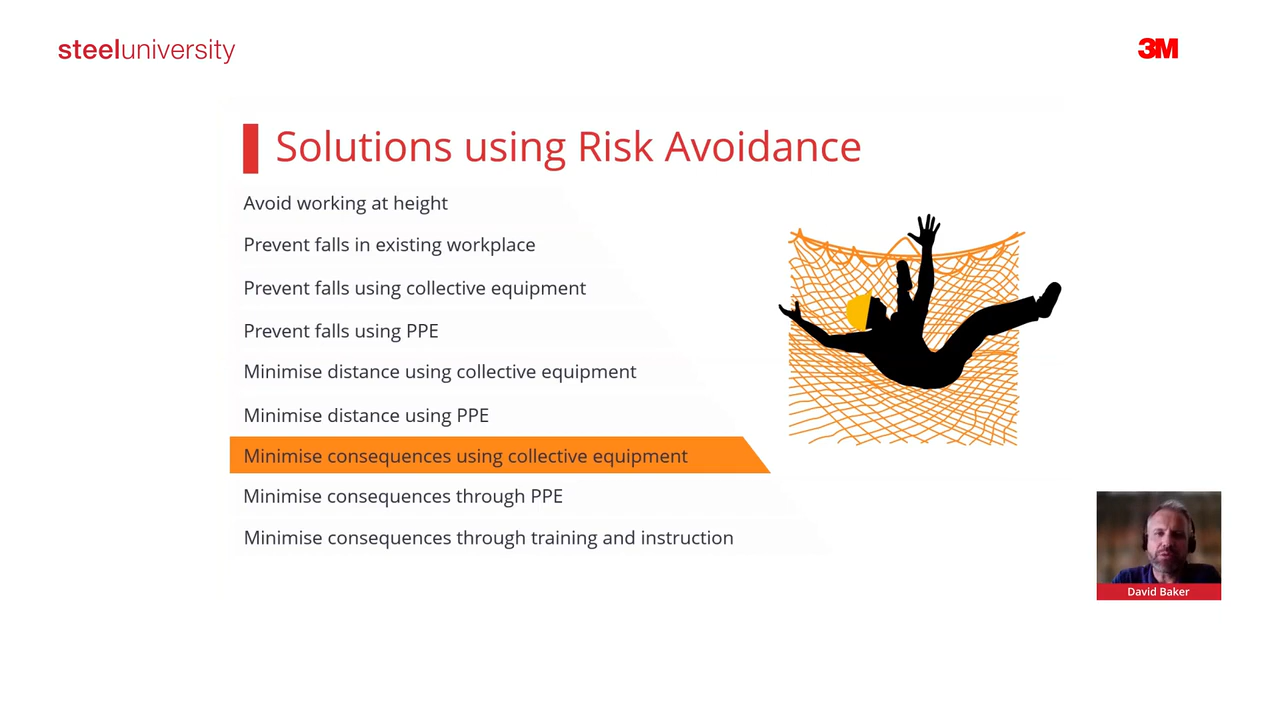 steeluniversity
3M
Solutions using Risk Avoidance
Avoid working at height
Prevent falls in existing workplace
Prevent falls using collective equipment
Prevent falls using PPE
Minimise distance using collective equipment
Minimise distance using PPE
Minimise consequences using collective equipment
Minimise consequences through PPE
Minimise consequences through training and instruction
David Baker